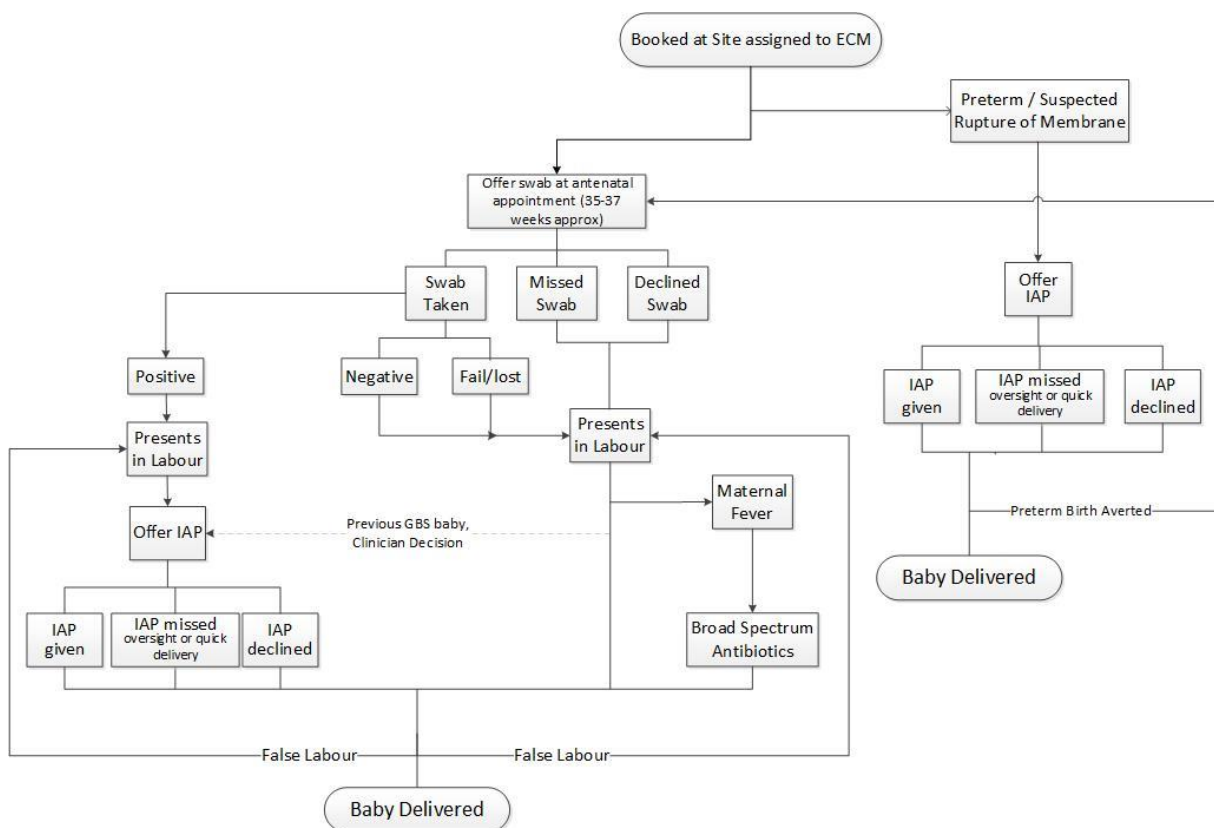 Booked at Site assigned to ECM
Preterm / Suspected
Rupture of Membrane
Offer swab at antenatal
appointment (35-37
weeks approx)
Swab
Taken
Missed
Swab
Declined
Swab
Offer
IAP
Positive
Negative
Fail/lost
IAP
given
IAP missed
oversight or quick
delivery
IAP
declined
Presents
in Labour
Presents
in Labour
Maternal
Fever
Offer IAP
Previous GBS baby,
Clinician Decision
Preterm Birth Averted
Baby Delivered
IAP
given
IAP missed
oversight or quick
delivery
IAP
declined
Broad Spectrum
Antibiotics
False Labour
False Labour
Baby Delivered